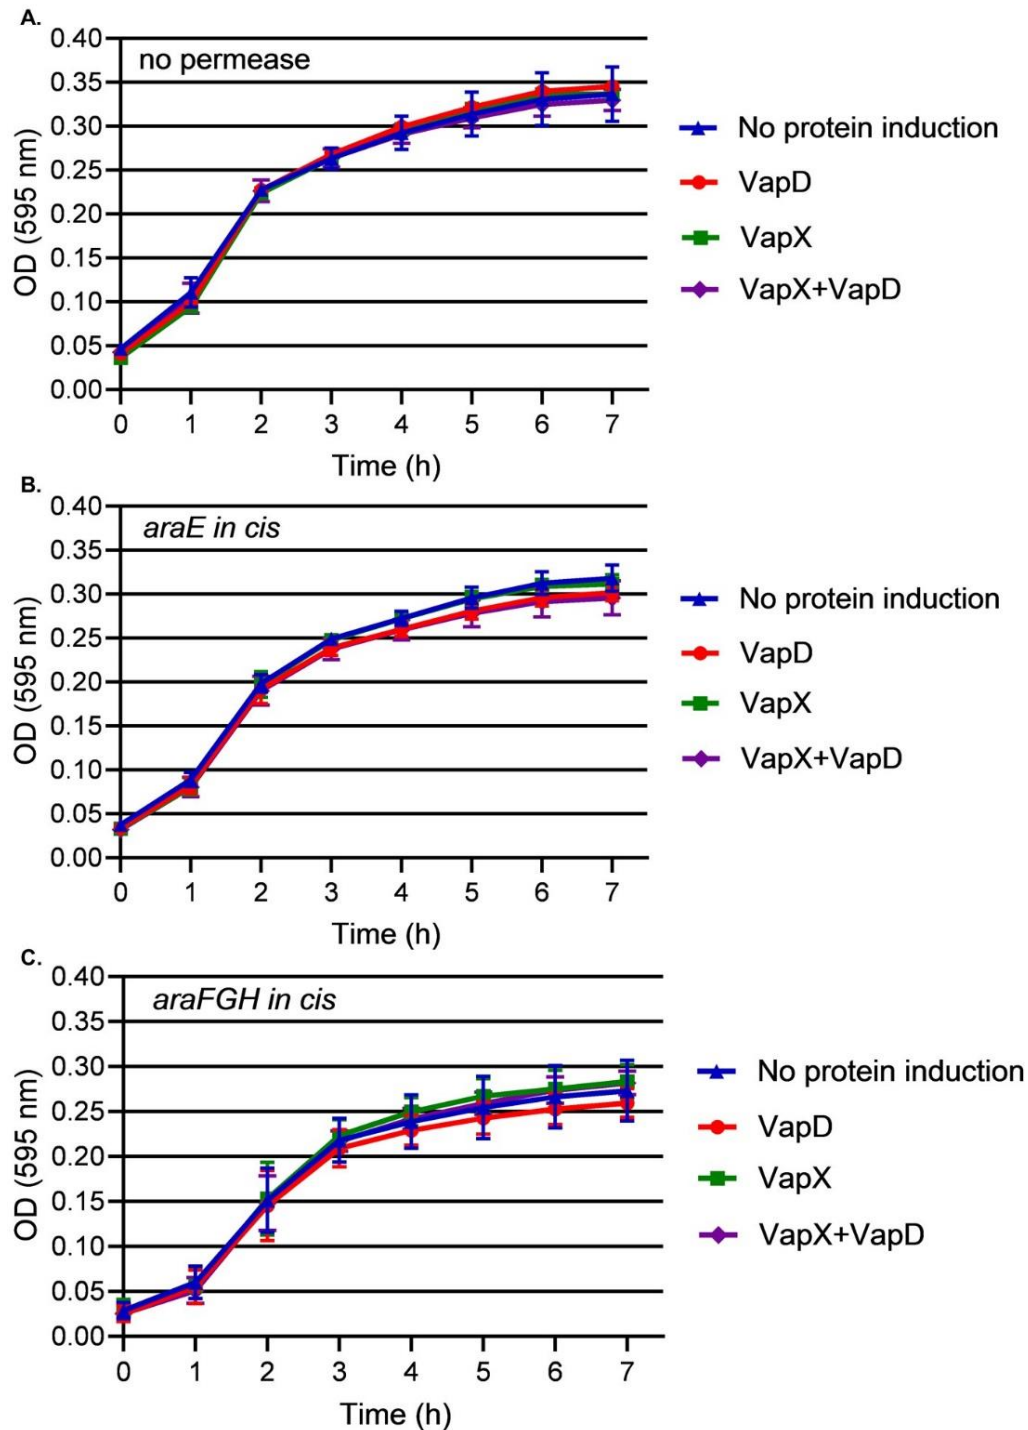 A.
0.40
no permease
0.35
0.30
0.25
0.20
0.15
0.10
0.05
0.00
OD (595 nm)
0 1 2 3 4 5 6 7
Time (h)
No protein induction
VapD
VapX
VapX+VapD
B.
0.40
araE in cis
0.35
0.30
0.25
0.20
0.15
0.10
0.05
0.00
OD (595 nm)
0 1 2 3 4 5 6 7
Time (h)
No protein induction
VapD
VapX
VapX+VapD
C.
0.40
araFGH in cis
0.35
0.30
0.25
0.20
0.15
0.10
0.05
0.00
OD (595 nm)
0 1 2 3 4 5 6 7
Time (h)
No protein induction
VapD
VapX
VapX+VapD